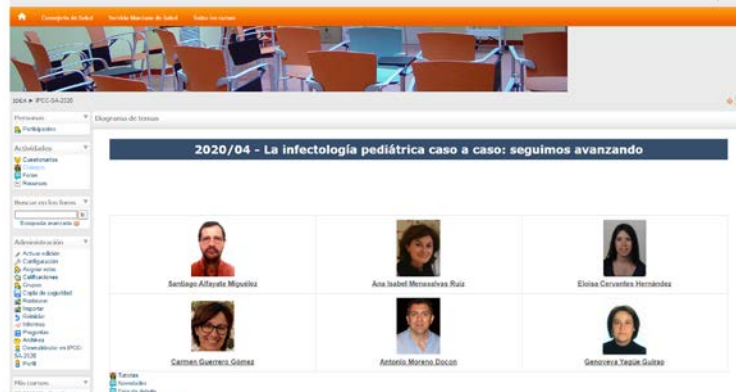 Consejería de Salud Servicio Murciano de Salud Todos los cursos
IPCC-SA-2020
Personas
Diagrama de temas
Participantes
2020/04 - La infectología pediátrica caso a caso: seguimos avanzando
Actividades
Cuestionarios
Foros
Recursos
Buscar en los foros
Búsqueda avanzada
Administración
Activar edición
Configuración
Asignar roles
Calificaciones
Grupos
Copia de seguridad
Restaurar
Importar
Reiniciar
Informes
Preguntas
Archivos
Perfil
Santiago Alfayate Miguélez Ana Isabel Menasalvas Ruiz Eloísa Cervantes Hernández
Carmen Guerrero Gómez Antonio Moreno Docon Genoveva Yagüe Guirao
Tutorías
Novedades
Mis cursos